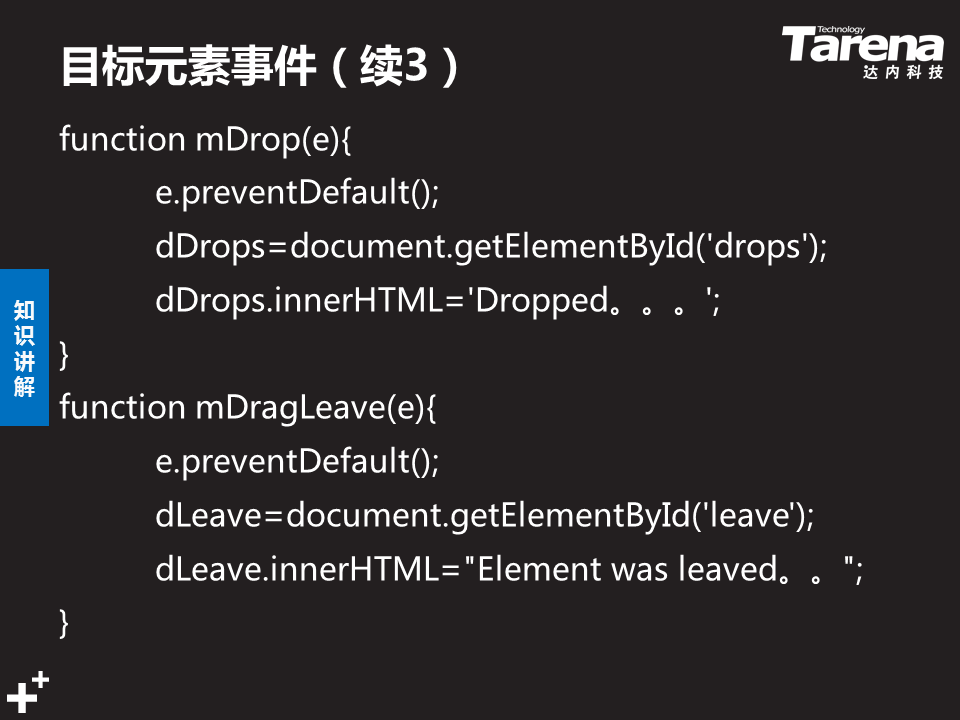 目标元素事件（续3）
Technology
Tarena
达内科技
function mDrop(e){
e.preventDefault();
dDrops=document.getElementById('drops');
dDrops.innerHTML='Dropped。。。';
}
function mDragLeave(e){
e.preventDefault();
dLeave=document.getElementById('leave');
dLeave.innerHTML="Element was leaved。。";
}
知
识
讲
解